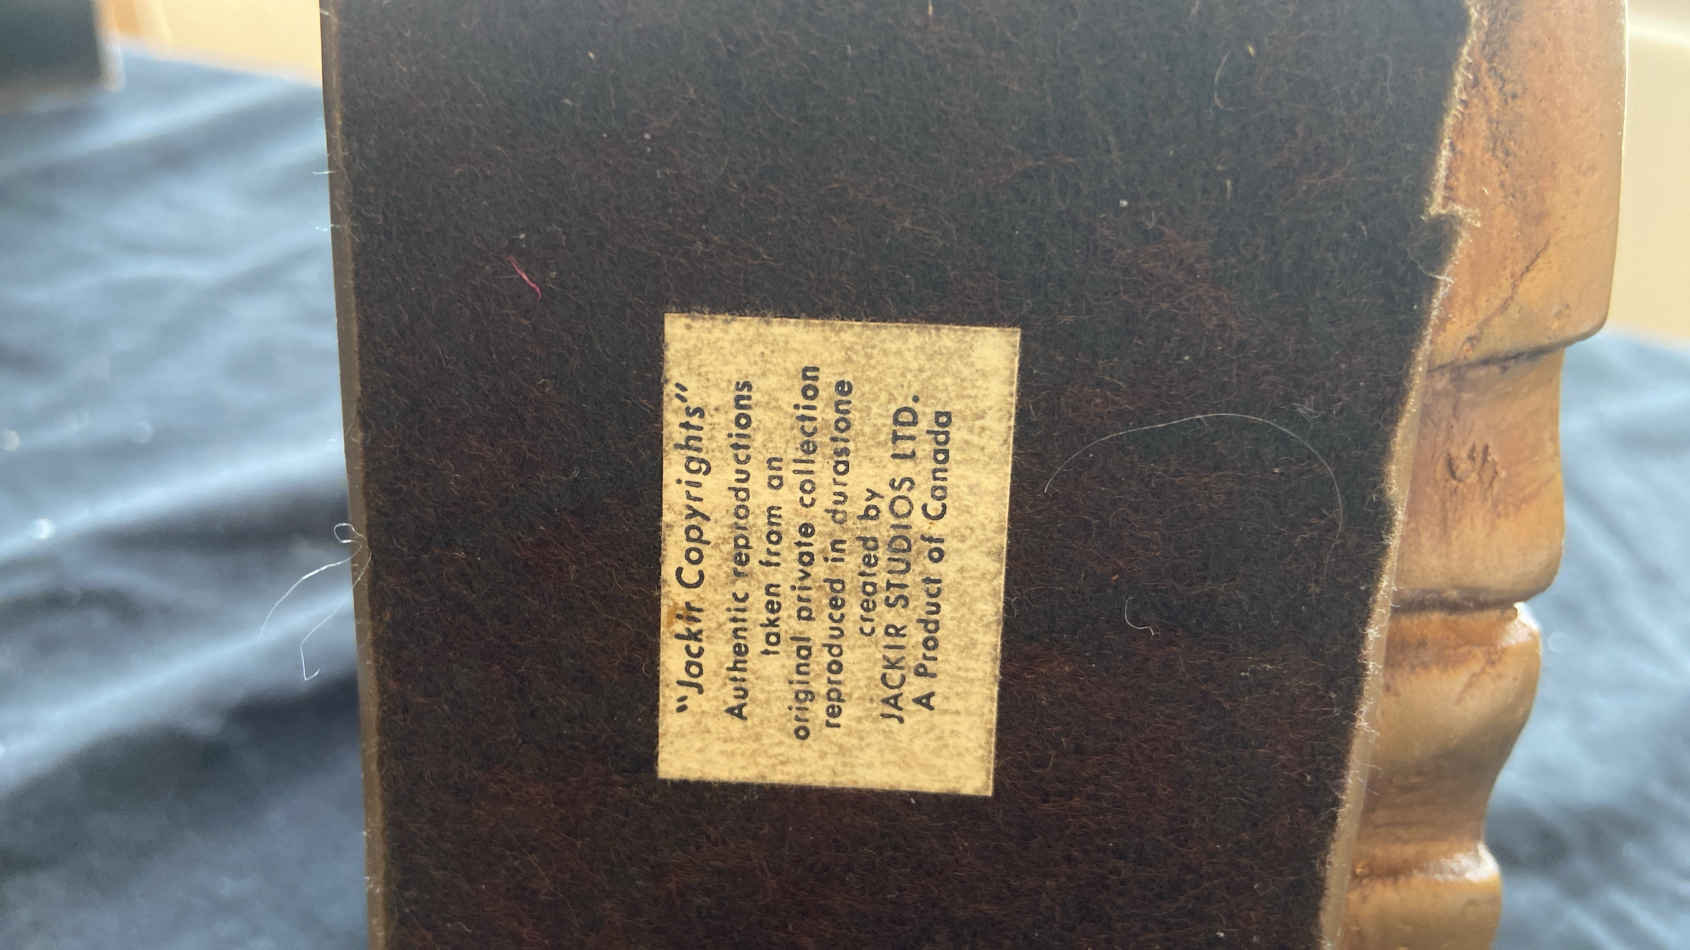 "Jackir Copyrights"
Authentic reproductions
taken from an
original private collection
reproduced in durastone
created by
JACKIR STUDIOS LTD.
A Product of Canada